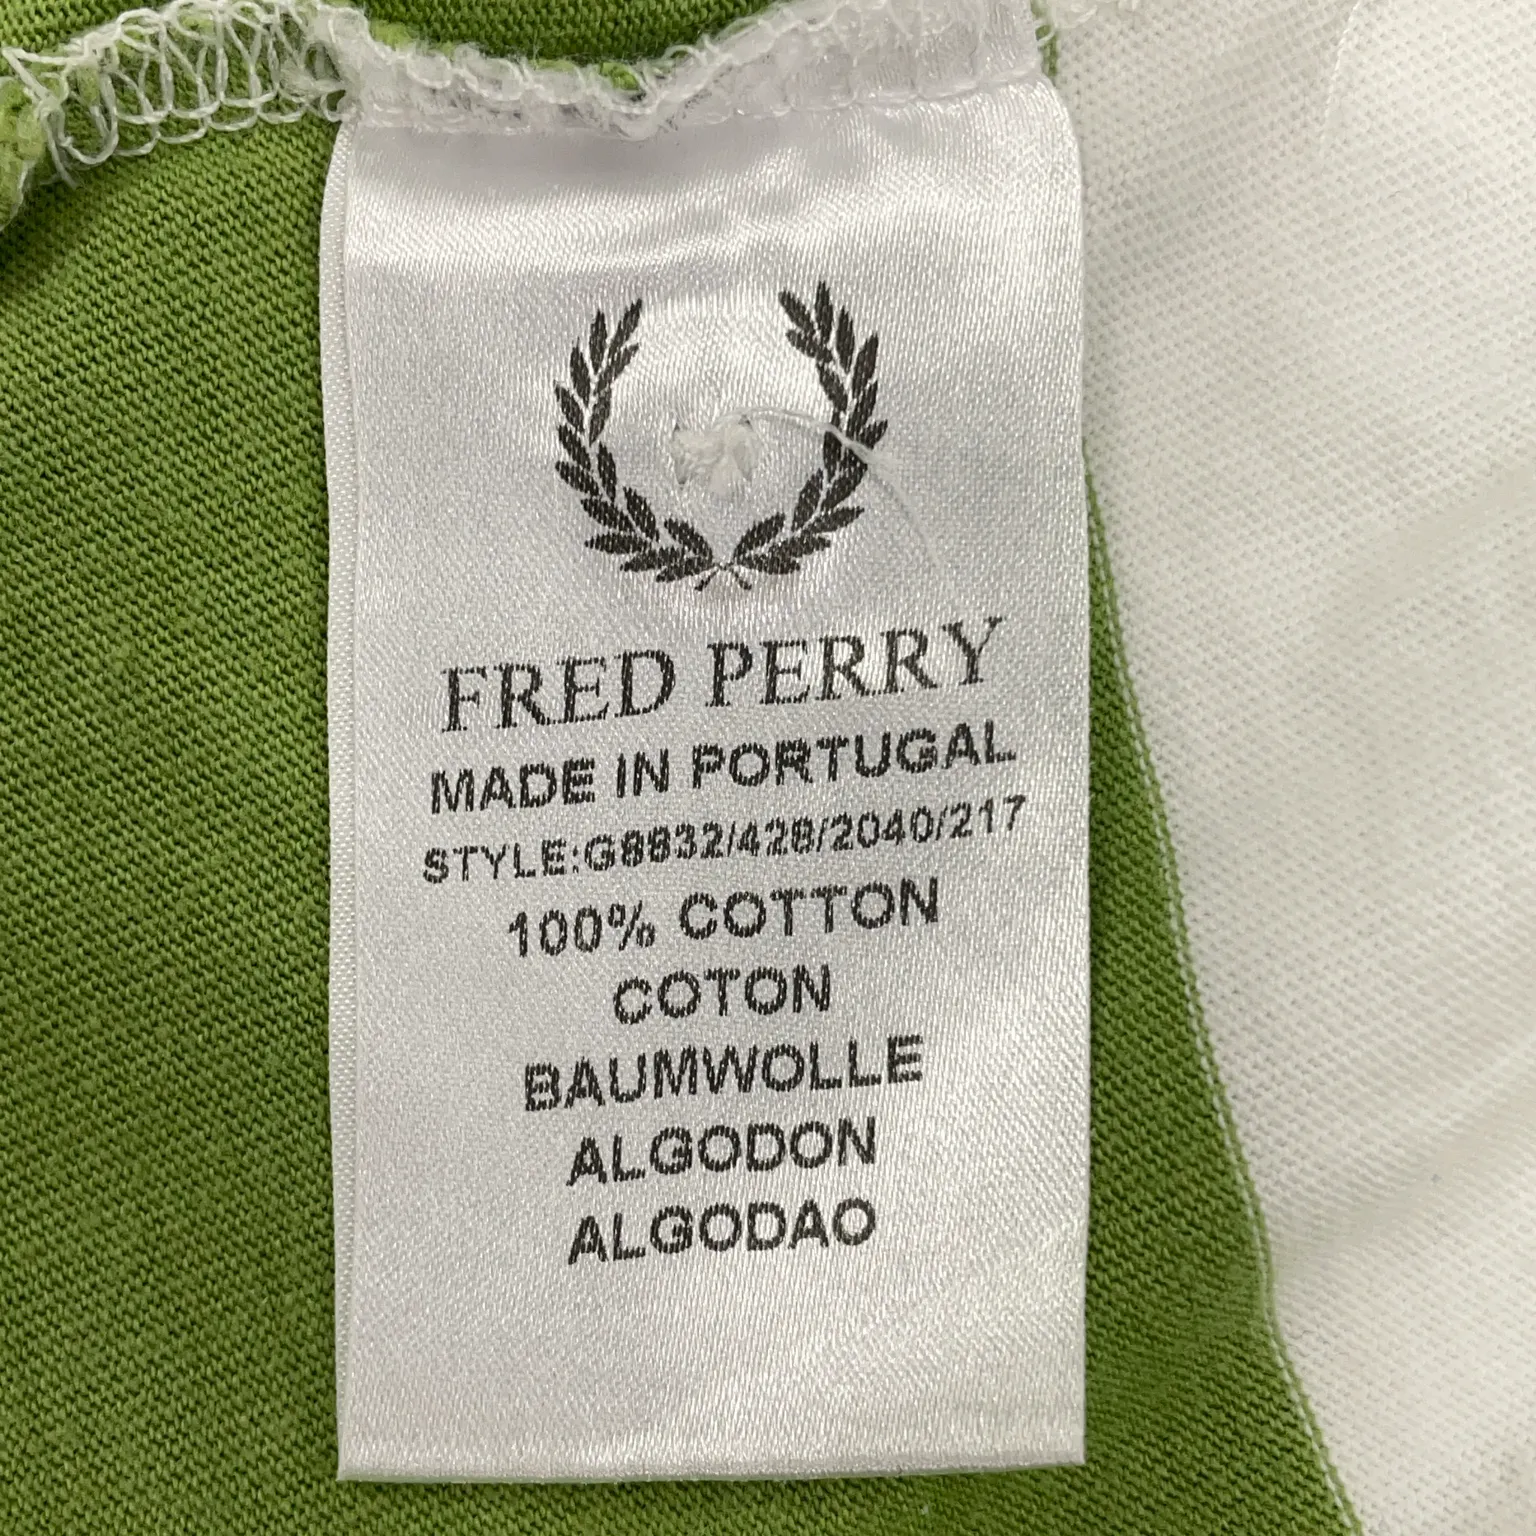 FRED PERRY
MADE IN PORTUGAL
STYLE:G8832/428/2040/217
100% COTTON
COTON
BAUMWOLLE
ALGODON
ALGODAO